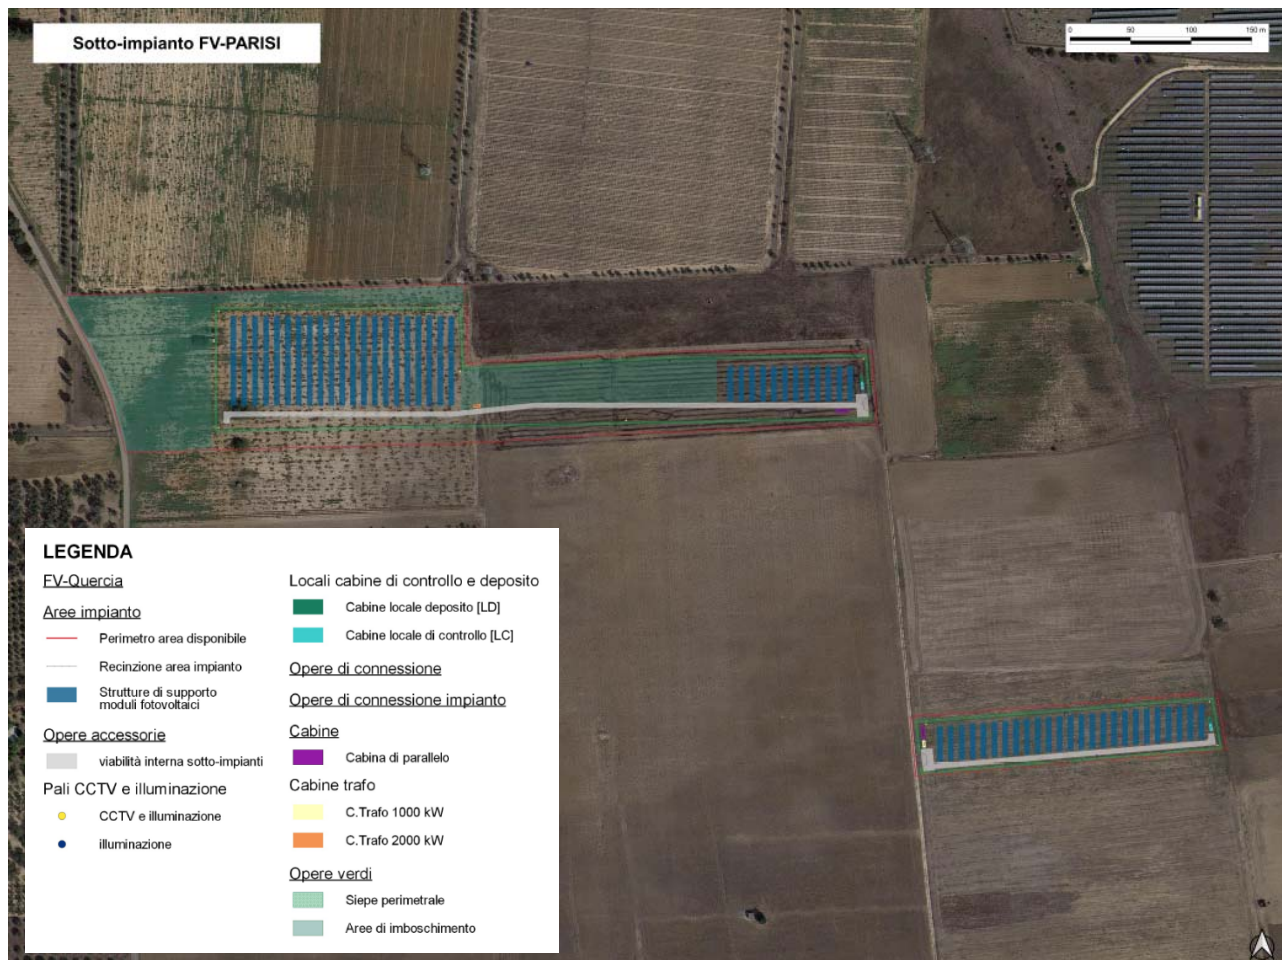 Sotto-impianto FV-PARISI
0 50 100 150 m
LEGENDA
FV-Quercia
Aree impianto
Perimetro area disponibile
Recinzione area impianto
Strutture di supporto
moduli fotovoltaici
Opere accessorie
viabilità interna sotto-impianti
Pali CCTV e illuminazione
CCTV e illuminazione
illuminazione
Locali cabine di controllo e deposito
Cabine locale deposito [LD]
Cabine locale di controllo [LC]
Opere di connessione
Opere di connessione impianto
Cabine
Cabina di parallelo
Cabine trafo
C.Trafo 1000 kW
C.Trafo 2000 kW
Opere verdi
Siepe perimetrale
Aree di imboschimento